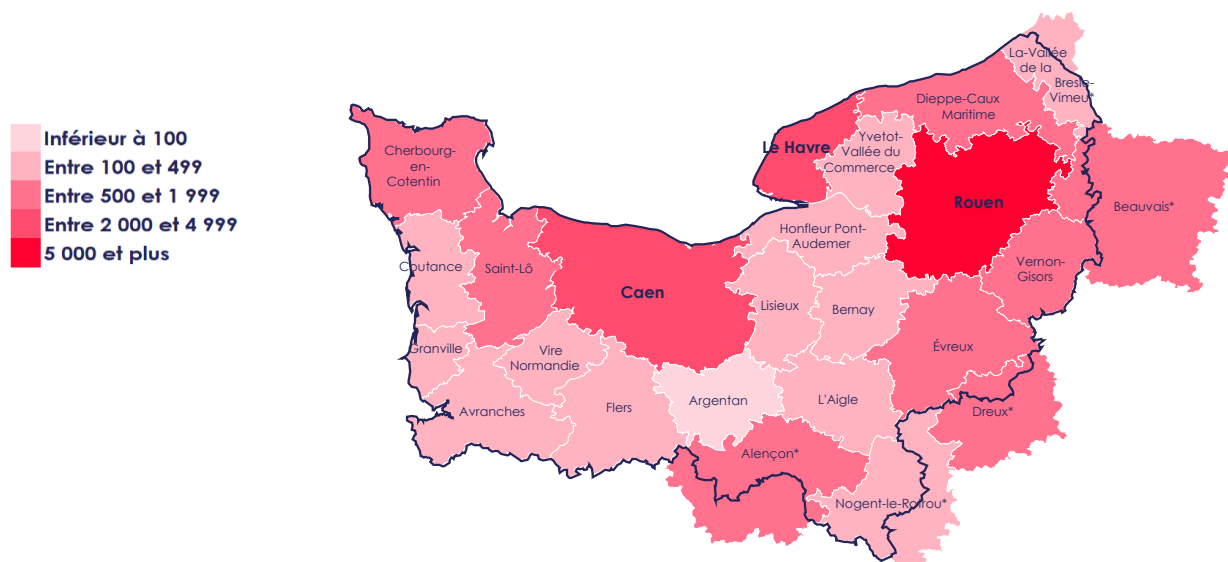 Inférieur à 100
Entre 100 et 499
Entre 500 et 1 999
Entre 2 000 et 4 999
5 000 et plus
La-Vallée
de la
Bresle-
Vimeu*
Dieppe-Caux
Maritime
Cherbourg-
en-
Cotentin
Le Havre
Yvetot-
Vallée du
Commerce
Rouen
Beauvais*
Honfleur Pont-
Audemer
Coutance
Saint-Lô
Vernon-
Gisors
Caen
Lisieux
Bernay
Granville
Vire
Normandie
Évreux
Avranches
Flers
Argentan
L'Aigle
Dreux*
Alençon*
Nogent-le-Rotrou*